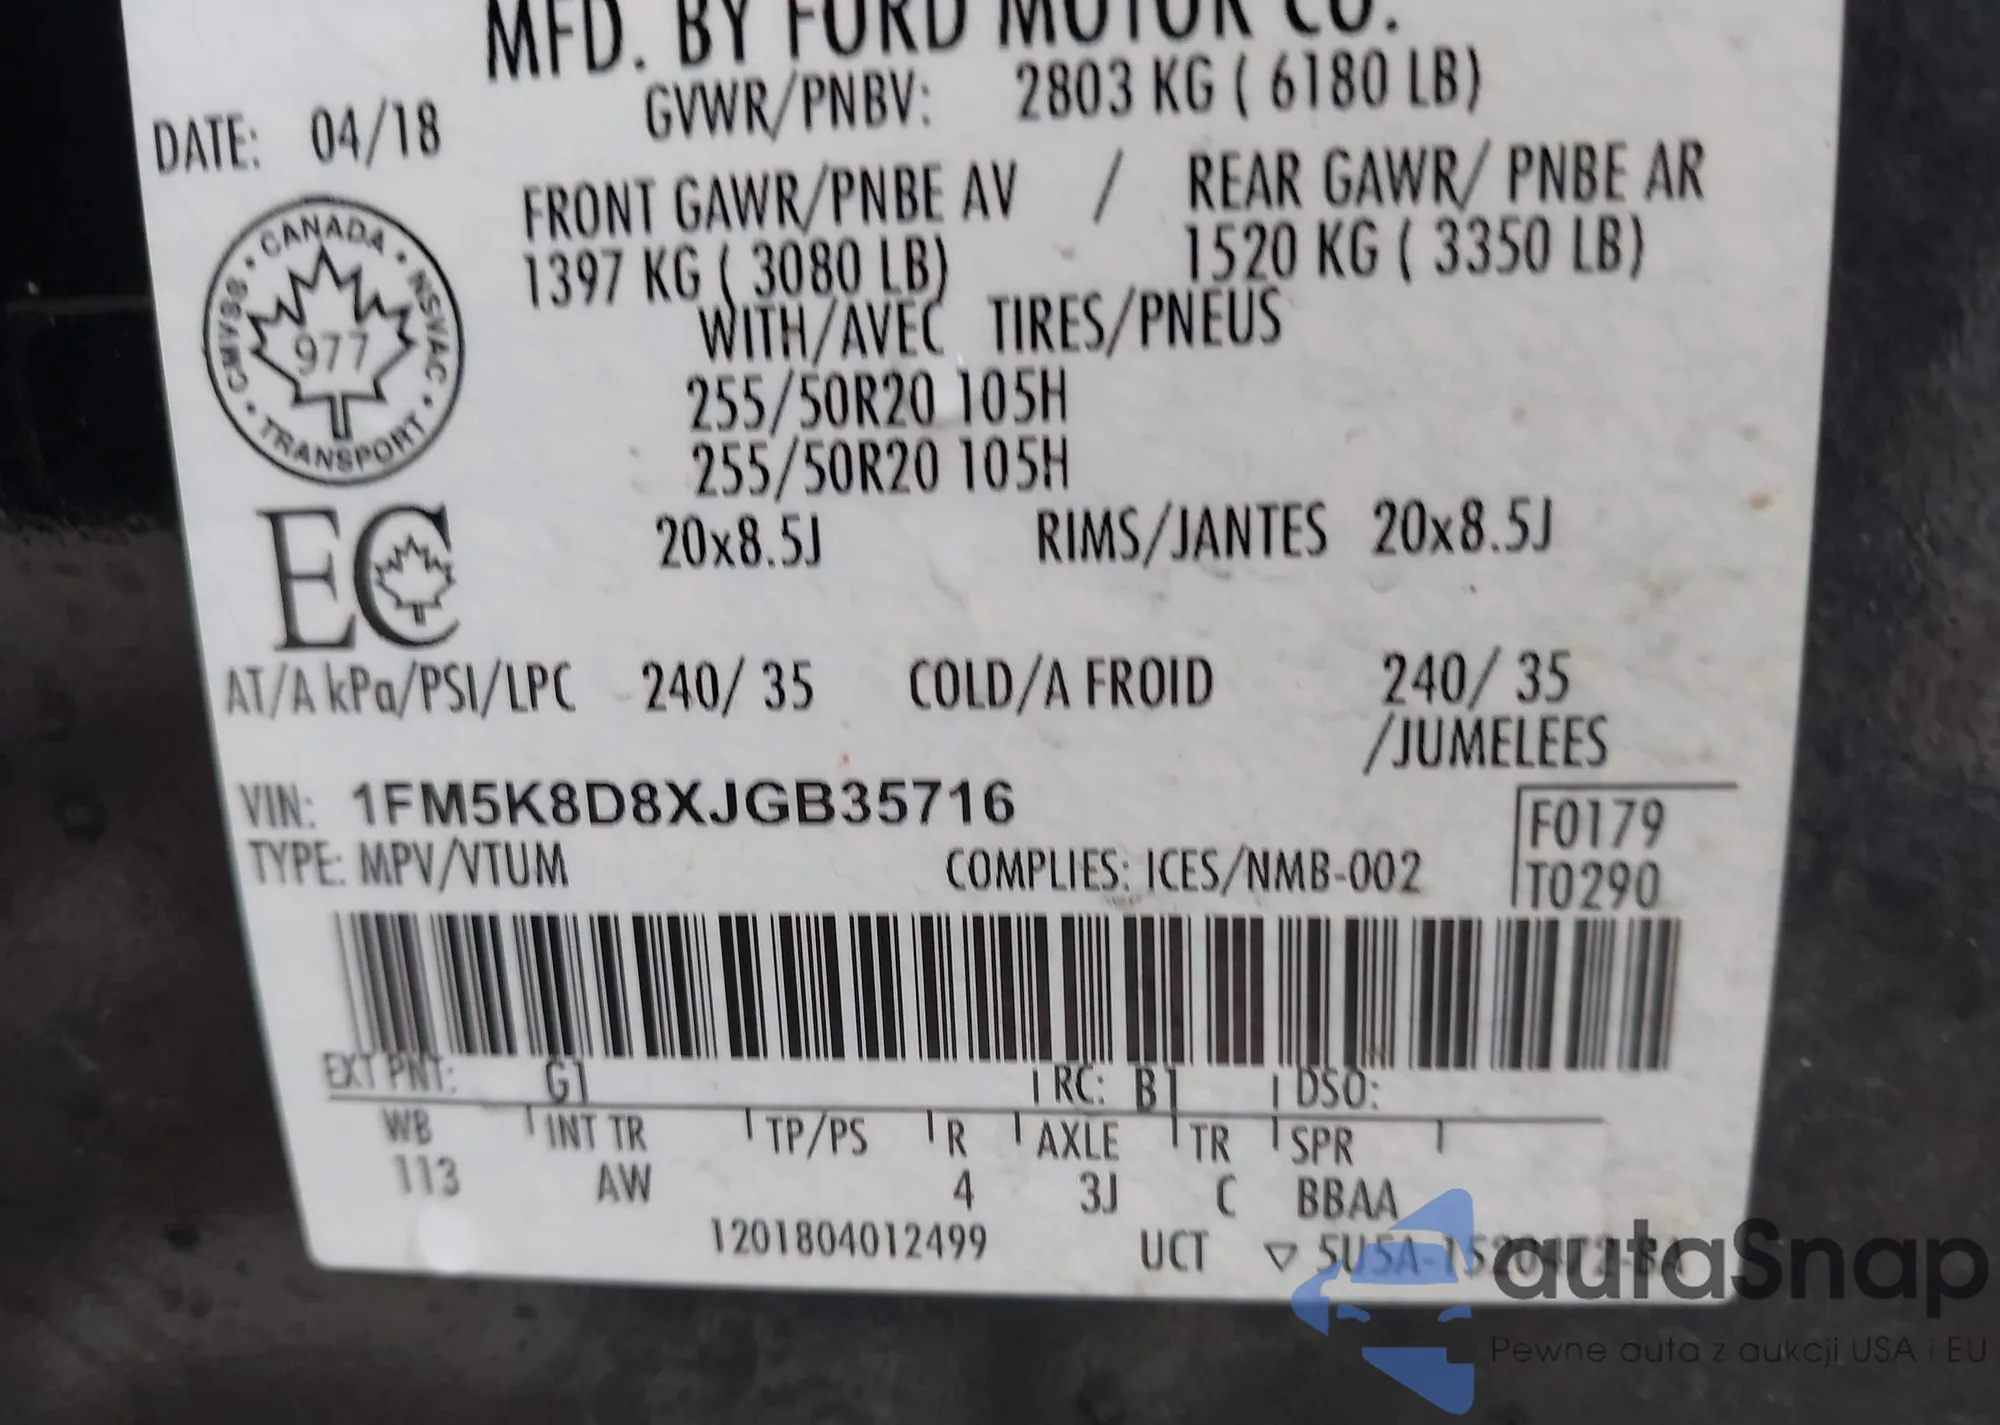 MFD. BY FORD MOTOR CO.
DATE: 04/18
GVWR/PNBV: 2803 KG ( 6180 LB)
FRONT GAWR/PNBE AV / REAR GAWR/ PNBE AR
1397 KG ( 3080 LB) 1520 KG ( 3350 LB)
WITH/AVEC TIRES/PNEUS
255/50R20 105H
255/50R20 105H
20x8.5J RIMS/JANTES 20x8.5J
CANADA · NSVAC · TRANSPORT · CMVSS ·
977
EC
AT/A kPa/PSI/LPC 240/ 35 COLD/A FROID 240/ 35
/JUMELEES
VIN: 1FM5K8D8XJGB35716
F0179
TYPE: MPV/VTUM COMPLIES: ICES/NMB-002 T0290
EXT PNT: G1 RC: B1 DSO:
WB INT TR TP/PS R AXLE TR SPR
113 AW 4 3J C BBAA
1201804012499 UCT ▽ 5U5A-1520472-BA
autaSnap
Pewne auta z aukcji USA i EU